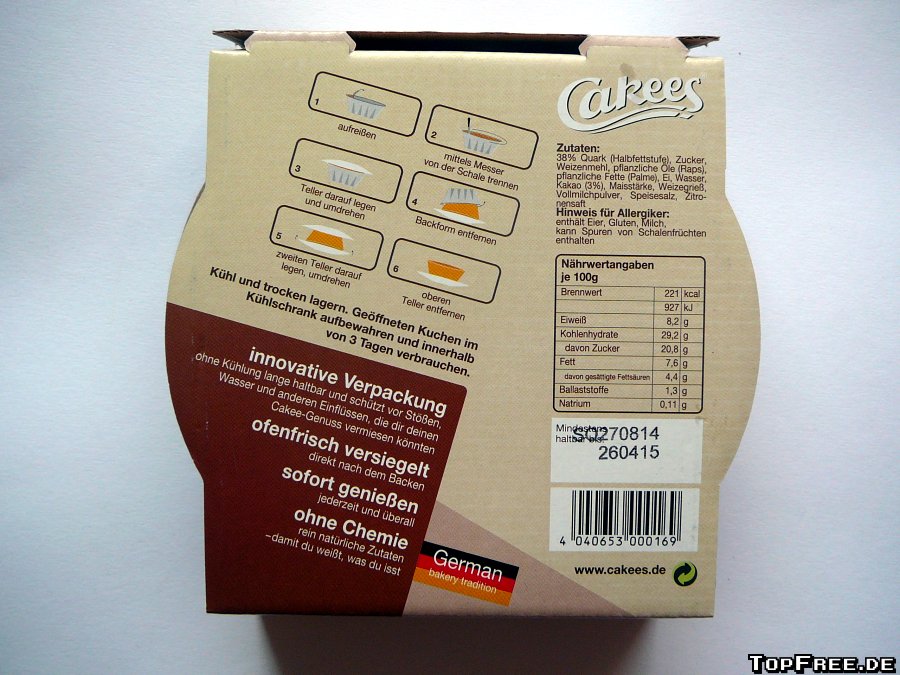 1
aufreißen
2
mittels Messer
von der Schale trennen
3
Teller darauf legen
und umdrehen
4
Backform entfernen
5
zweiten Teller darauf
legen, umdrehen
6
oberen
Teller entfernen
Kühl und trocken lagern. Geöffneten Kuchen im
Kühlschrank aufbewahren und innerhalb
von 3 Tagen verbrauchen.
innovative Verpackung
ohne Kühlung lange haltbar und schützt vor Stößen,
Wasser und anderen Einflüssen, die dir deinen
Cakee-Genuss vermiesen könnten
ofenfrisch versiegelt
direkt nach dem Backen
sofort genießen
jederzeit und überall
ohne Chemie
rein natürliche Zutaten
–damit du weißt, was du isst
German
bakery tradition
Cakees
Zutaten:
38% Quark (Halbfettstufe), Zucker,
Weizenmehl, pflanzliche Öle (Raps),
pflanzliche Fette (Palme), Ei, Wasser,
Kakao (3%), Maisstärke, Weizegrieß,
Vollmilchpulver, Speisesalz, Zitro-
nensaft
Hinweis für Allergiker:
enthält Eier, Gluten, Milch,
kann Spuren von Schalenfrüchten
enthalten
Nährwertangaben
je 100g
Brennwert 221 kcal
927 kJ
Eiweiß 8,2 g
Kohlenhydrate 29,2 g
davon Zucker 20,8 g
Fett 7,6 g
davon gesättigte Fettsäuren 4,4 g
Ballaststoffe 1,3 g
Natrium 0,11 g
Mindestens
haltbar bis:
270814
260415
4 040653 000169
www.cakees.de
TopFree.de